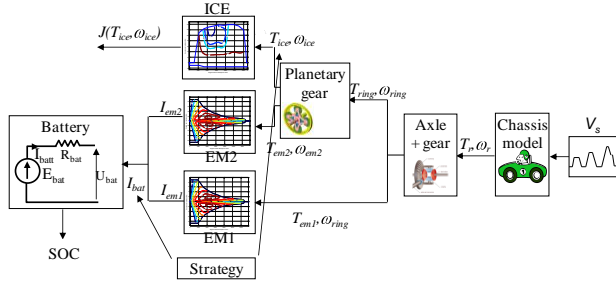 ICE
J(T_ice, ω_ice)
T_ice, ω_ice
Planetary
gear
T_ring, ω_ring
V_s
Battery
I_em2
Axle
+ gear
T_r, ω_r
Chassis
model
I_batt
R_bat
EM2
T_em2, ω_em2
E_bat
U_bat
I_bat
I_em1
T_em1, ω_ring
EM1
SOC
Strategy